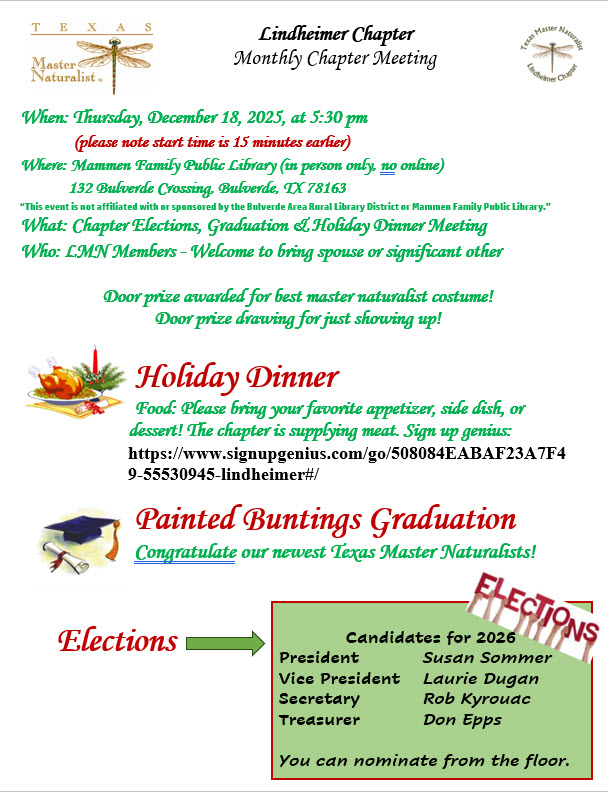 TEXAS
Master
Naturalist™
Lindheimer Chapter
Monthly Chapter Meeting
Texas Master Naturalist
Lindheimer Chapter
When: Thursday, December 18, 2025, at 5:30 pm
(please note start time is 15 minutes earlier)
Where: Mammen Family Public Library (in person only, no online)
132 Bulverde Crossing, Bulverde, TX 78163
"This event is not affiliated with or sponsored by the Bulverde Area Rural Library District or Mammen Family Public Library."
What: Chapter Elections, Graduation & Holiday Dinner Meeting
Who: LMN Members - Welcome to bring spouse or significant other
Door prize awarded for best master naturalist costume!
Door prize drawing for just showing up!
Holiday Dinner
Food: Please bring your favorite appetizer, side dish, or
dessert! The chapter is supplying meat. Sign up genius:
https://www.signupgenius.com/go/508084EABAF23A7F4
9-55530945-lindheimer#/
Painted Buntings Graduation
Congratulate our newest Texas Master Naturalists!
Elections
ELECTIONS
Candidates for 2026
President Susan Sommer
Vice President Laurie Dugan
Secretary Rob Kyrouac
Treasurer Don Epps
You can nominate from the floor.